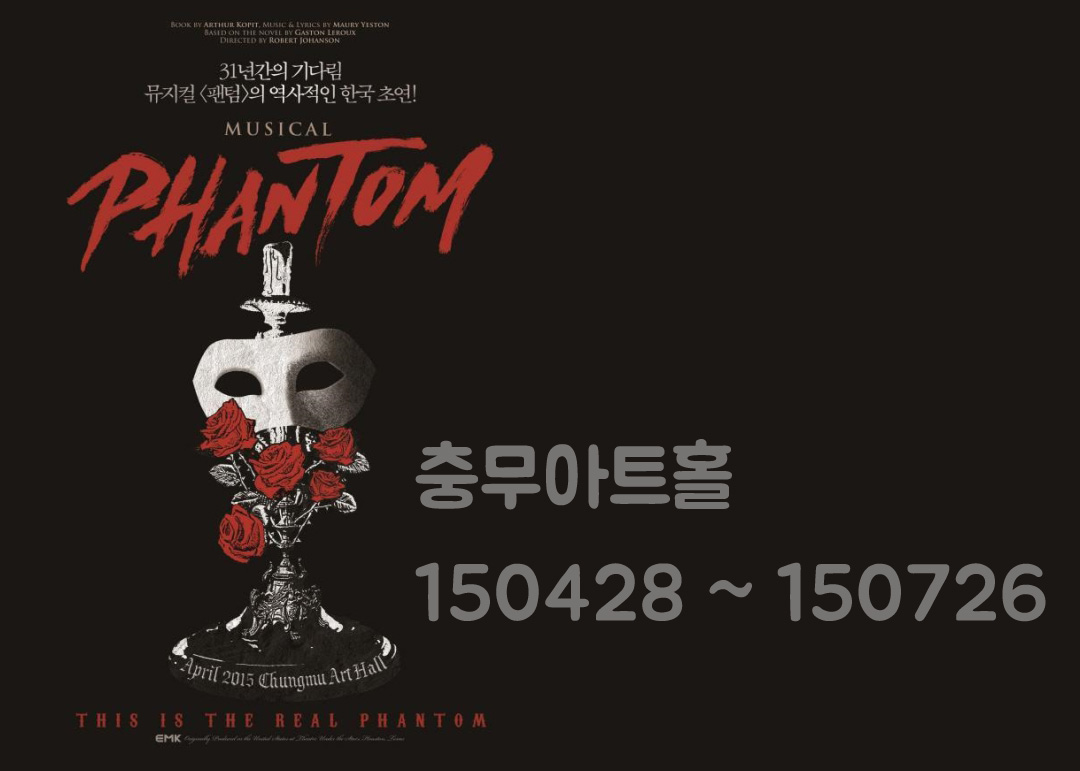 BOOK BY ARTHUR KOPIT, MUSIC & LYRICS BY MAURY YESTON
BASED ON THE NOVEL BY GASTON LEROUX
DIRECTED BY ROBERT JOHANSON
31년간의 기다림
뮤지컬 〈팬텀〉의 역사적인 한국 초연!
MUSICAL
PHANTOM
충무아트홀
150428 ~ 150726
April 2015 Chungmu Art Hall
THIS IS THE REAL PHANTOM
EMK Originally Produced in the United States at Theatre Under the Stars, Houston, Texas